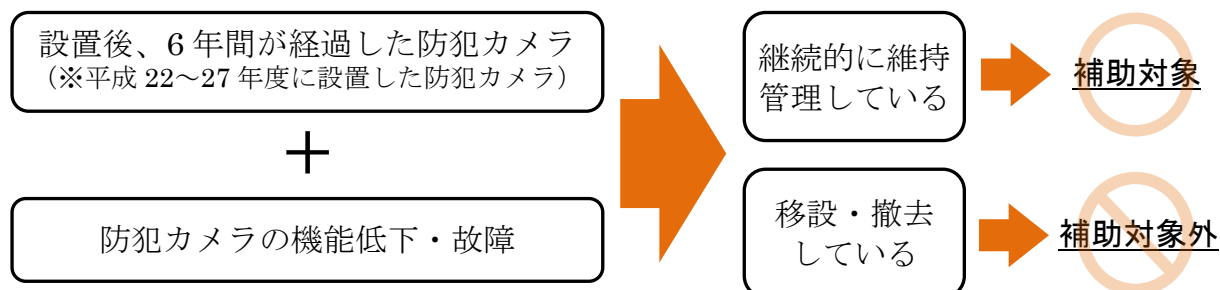 設置後、6年間が経過した防犯カメラ
（※平成22～27年度に設置した防犯カメラ）
＋
防犯カメラの機能低下・故障
継続的に維持
管理している
補助対象
移設・撤去
している
補助対象外